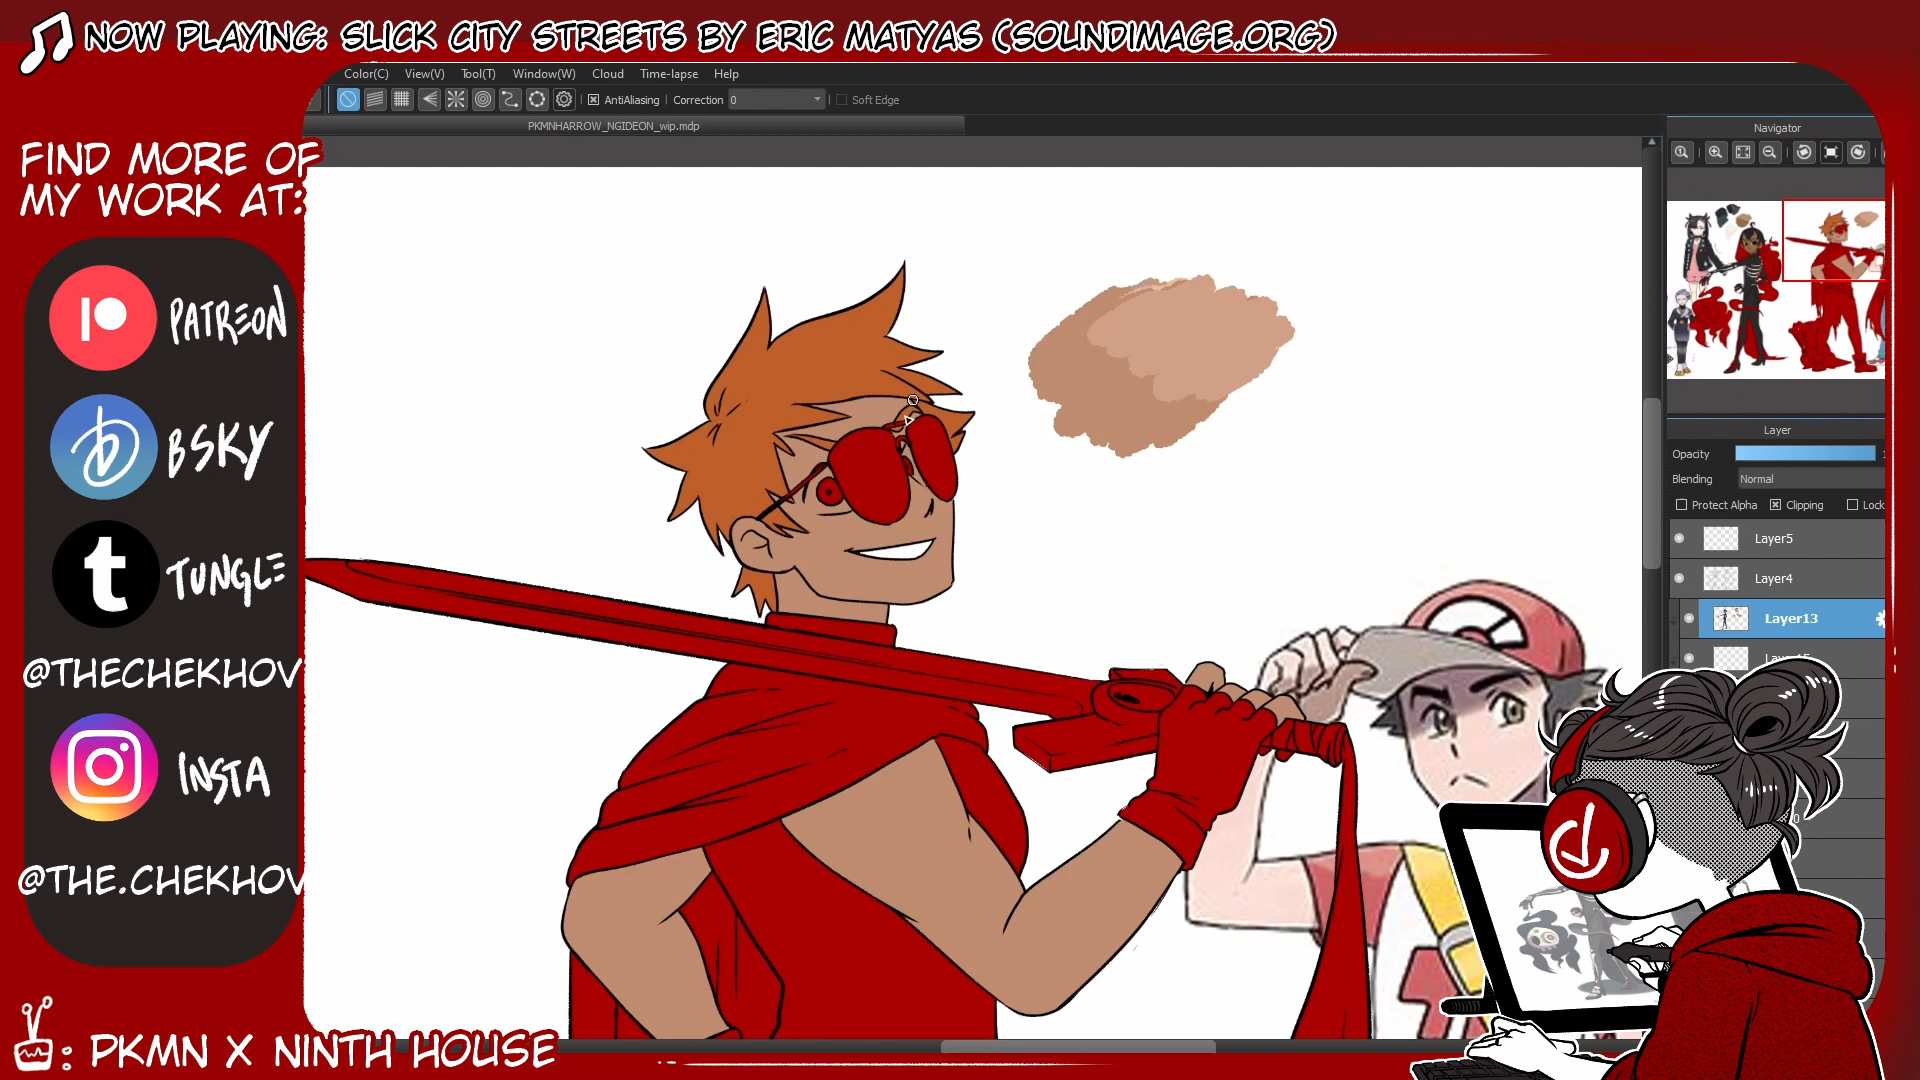 NOW PLAYING: SLICK CITY STREETS BY ERIC MATYAS (SOUNDIMAGE.ORG)
Color(C) View(V) Tool(T) Window(W) Cloud Time-lapse Help
AntiAliasing Correction 0 Soft Edge
PKMNHARROW_NGIDEON_wip.mdp
Navigator
FIND MORE OF
MY WORK AT:
PATREON
BSKY
TUNGLE
@THECHEKHOV
INSTA
@THE.CHEKHOV
Layer
Opacity
Blending Normal
Protect Alpha Clipping Lock
Layer5
Layer4
Layer13
: PKMN X NINTH HOUSE